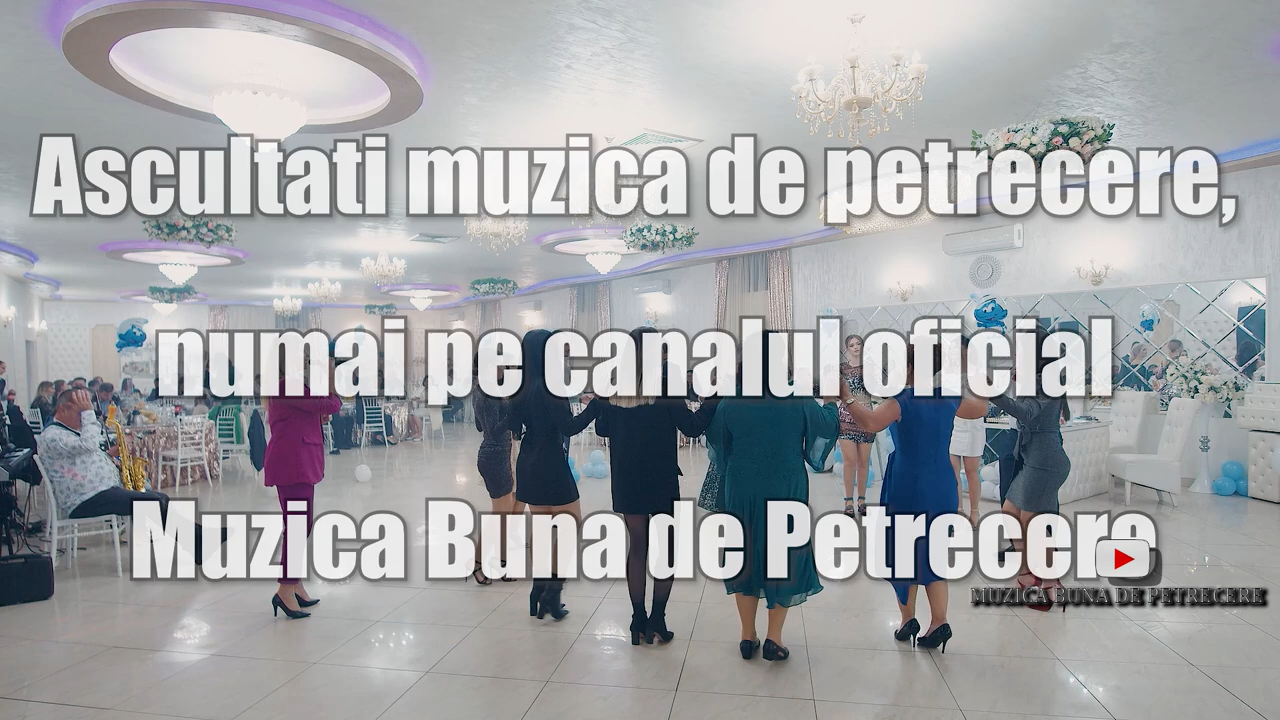 Ascultati muzica de petrecere,
numai pe canalul oficial
Muzica Buna de Petrecere
MUZICA BUNA DE PETRECERE